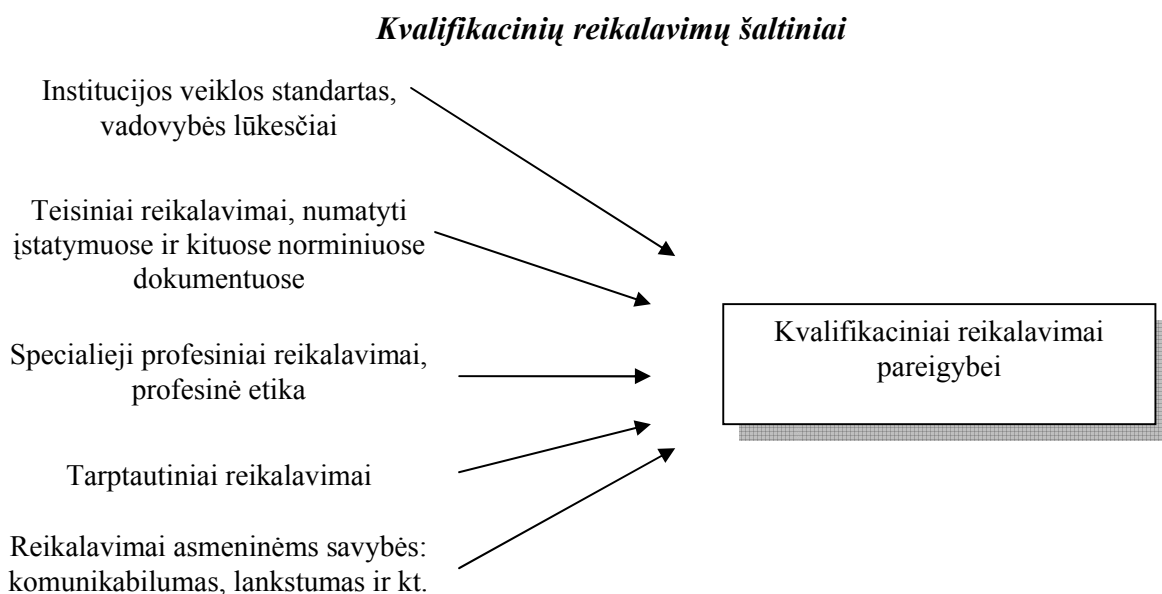 Kvalifikacinių reikalavimų šaltiniai
Institucijos veiklos standartas,
vadovybės lūkesčiai
Teisiniai reikalavimai, numatyti
įstatymuose ir kituose norminiuose
dokumentuose
Specialieji profesiniai reikalavimai,
profesinė etika
Tarptautiniai reikalavimai
Reikalavimai asmeninėms savybės:
komunikabilumas, lankstumas ir kt.
Kvalifikaciniai reikalavimai
pareigybei